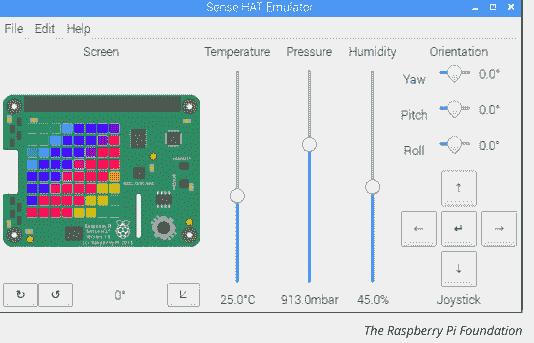 Sense HAT Emulator
File Edit Help
Screen Temperature Pressure Humidity Orientation
Yaw 0.0°
Pitch 0.0°
Roll 0.0°
↑
← ↵ →
↓
↻ ↺ 0° 25.0°C 913.0mbar 45.0% Joystick
The Raspberry Pi Foundation